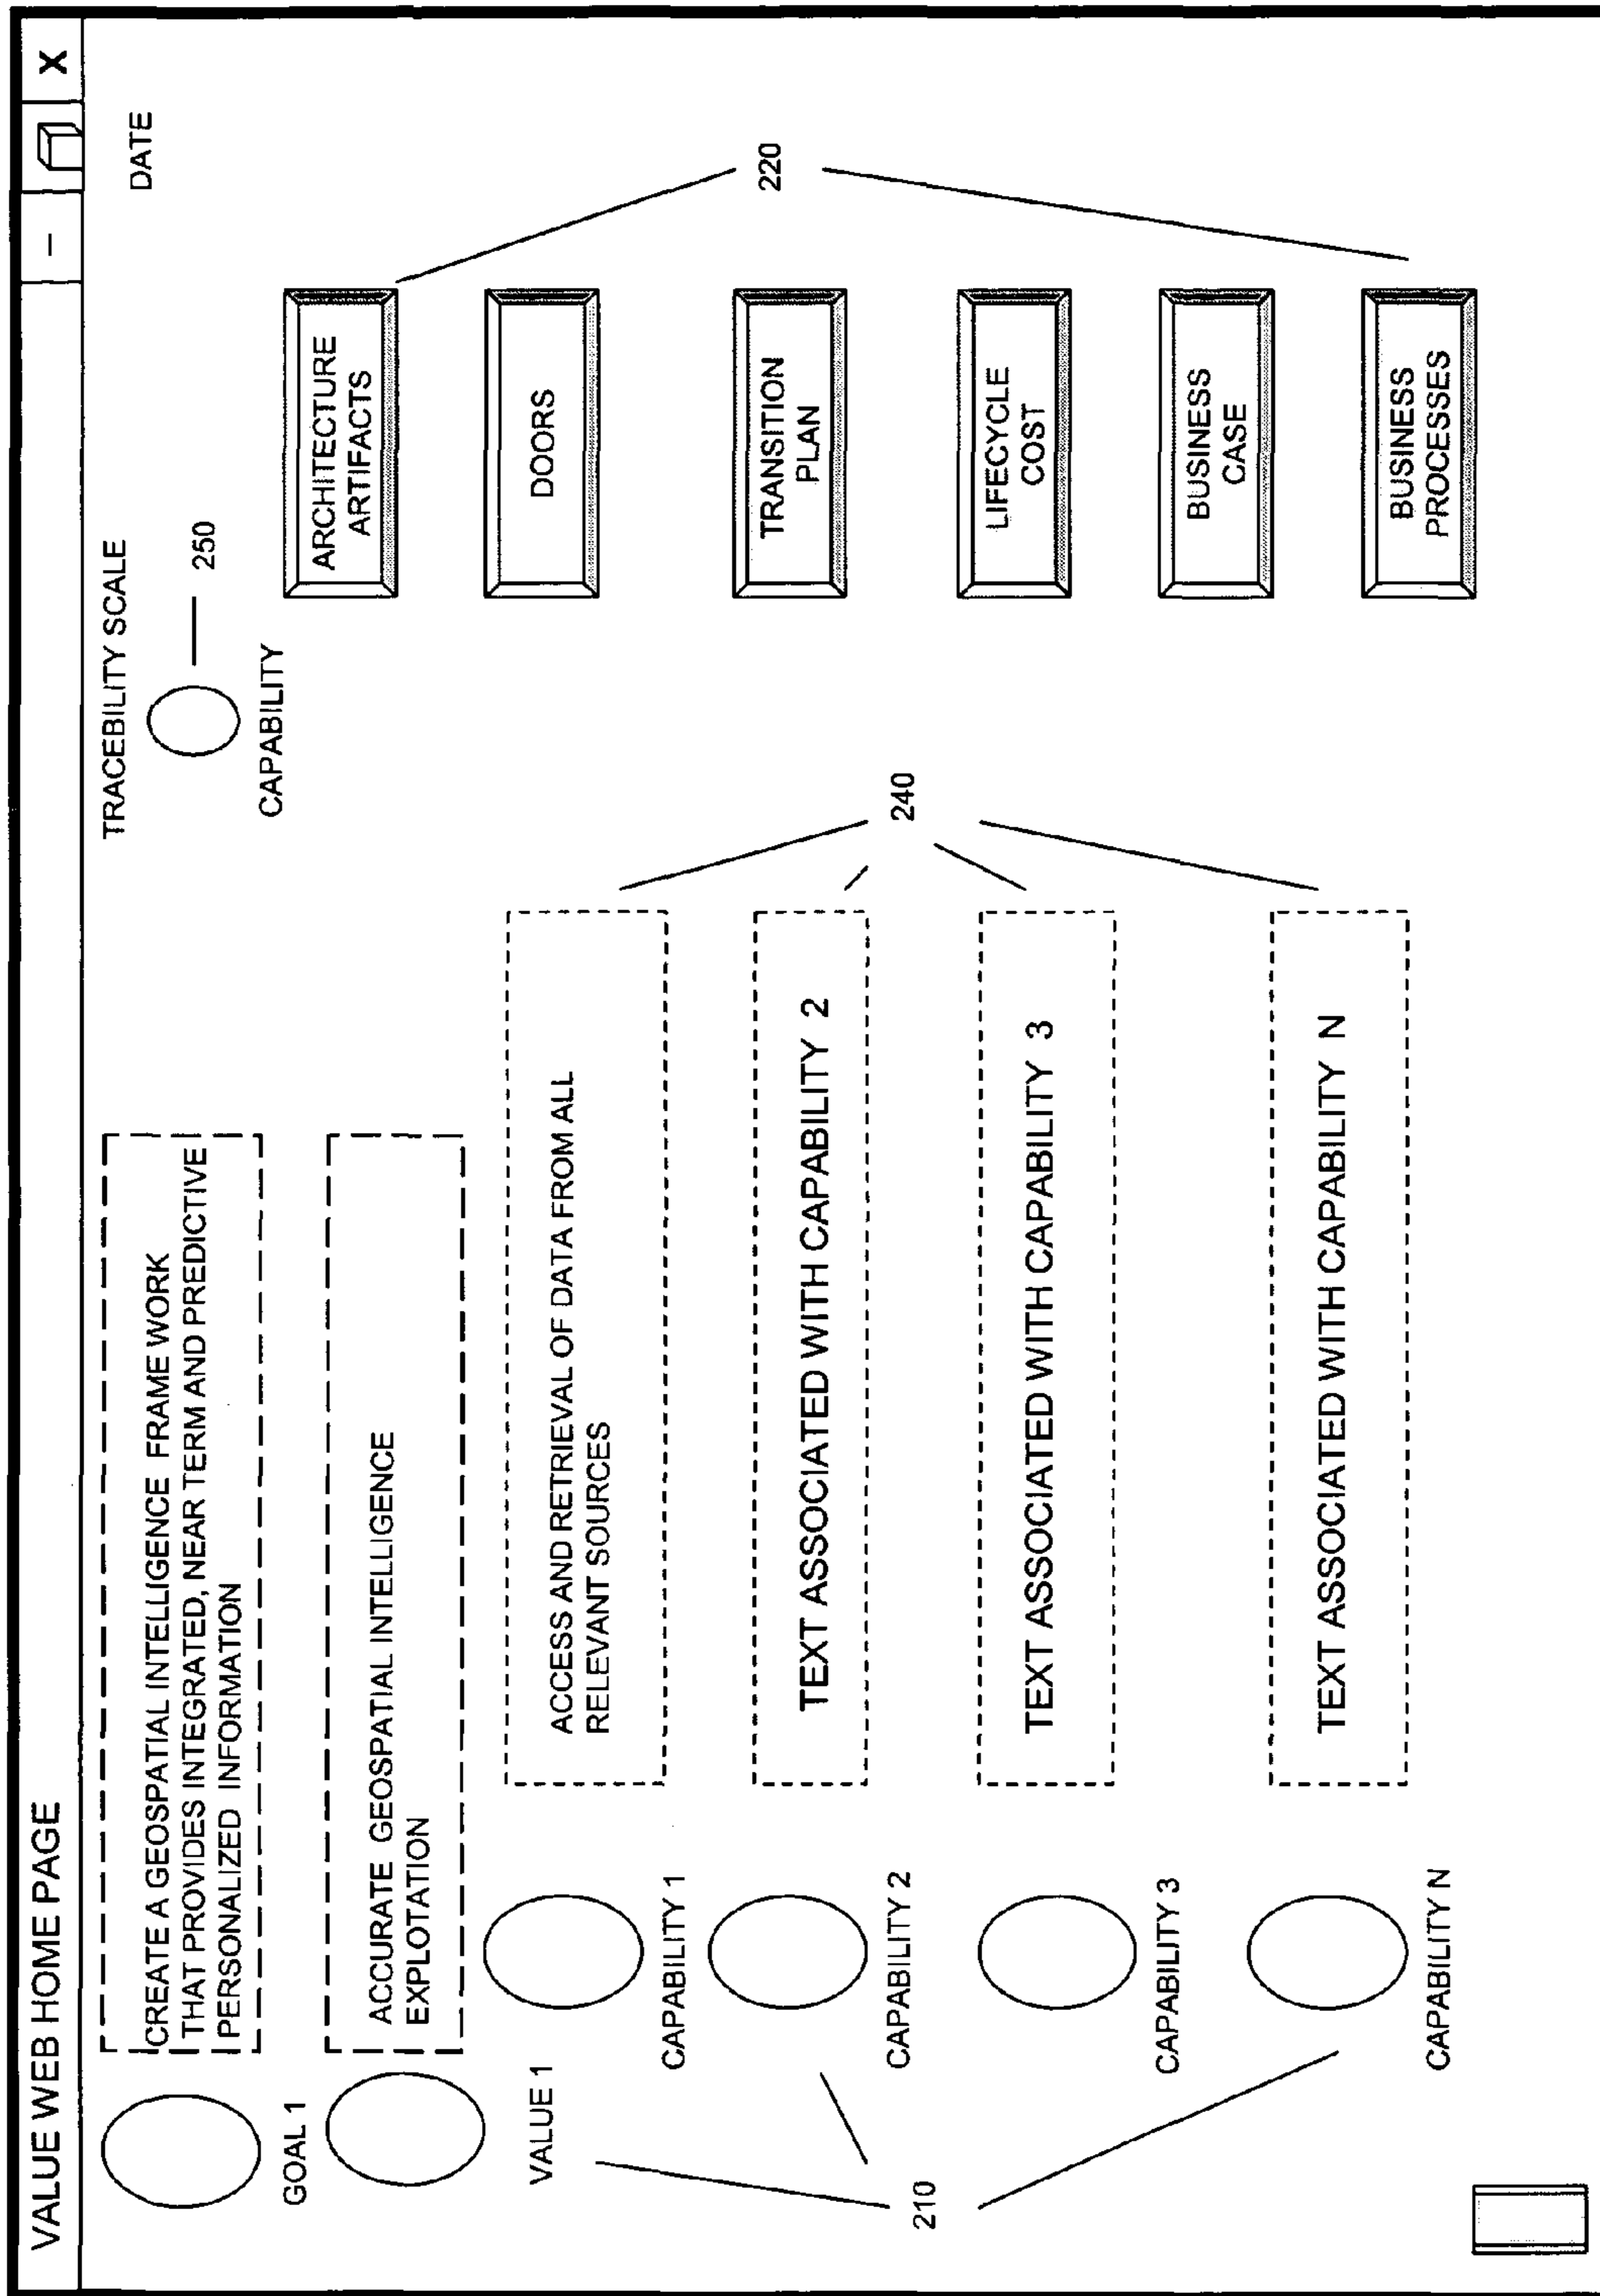 VALUE WEB HOME PAGE
–
X
DATE
TRACEBILITY SCALE
250
CAPABILITY
CREATE A GEOSPATIAL INTELLIGENCE FRAME WORK
THAT PROVIDES INTEGRATED, NEAR TERM AND PREDICTIVE
PERSONALIZED INFORMATION
GOAL 1
ACCURATE GEOSPATIAL INTELLIGENCE
EXPLOTATION
VALUE 1
ACCESS AND RETRIEVAL OF DATA FROM ALL
RELEVANT SOURCES
CAPABILITY 1
TEXT ASSOCIATED WITH CAPABILITY 2
CAPABILITY 2
TEXT ASSOCIATED WITH CAPABILITY 3
CAPABILITY 3
TEXT ASSOCIATED WITH CAPABILITY N
CAPABILITY N
210
240
ARCHITECTURE
ARTIFACTS
DOORS
TRANSITION
PLAN
LIFECYCLE
COST
BUSINESS
CASE
BUSINESS
PROCESSES
220